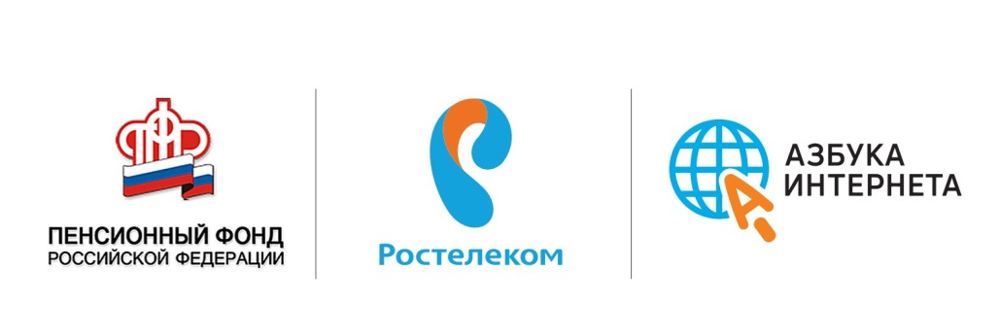 ПЕНСИОННЫЙ ФОНД
РОССИЙСКОЙ ФЕДЕРАЦИИ
Ростелеком
АЗБУКА
ИНТЕРНЕТА